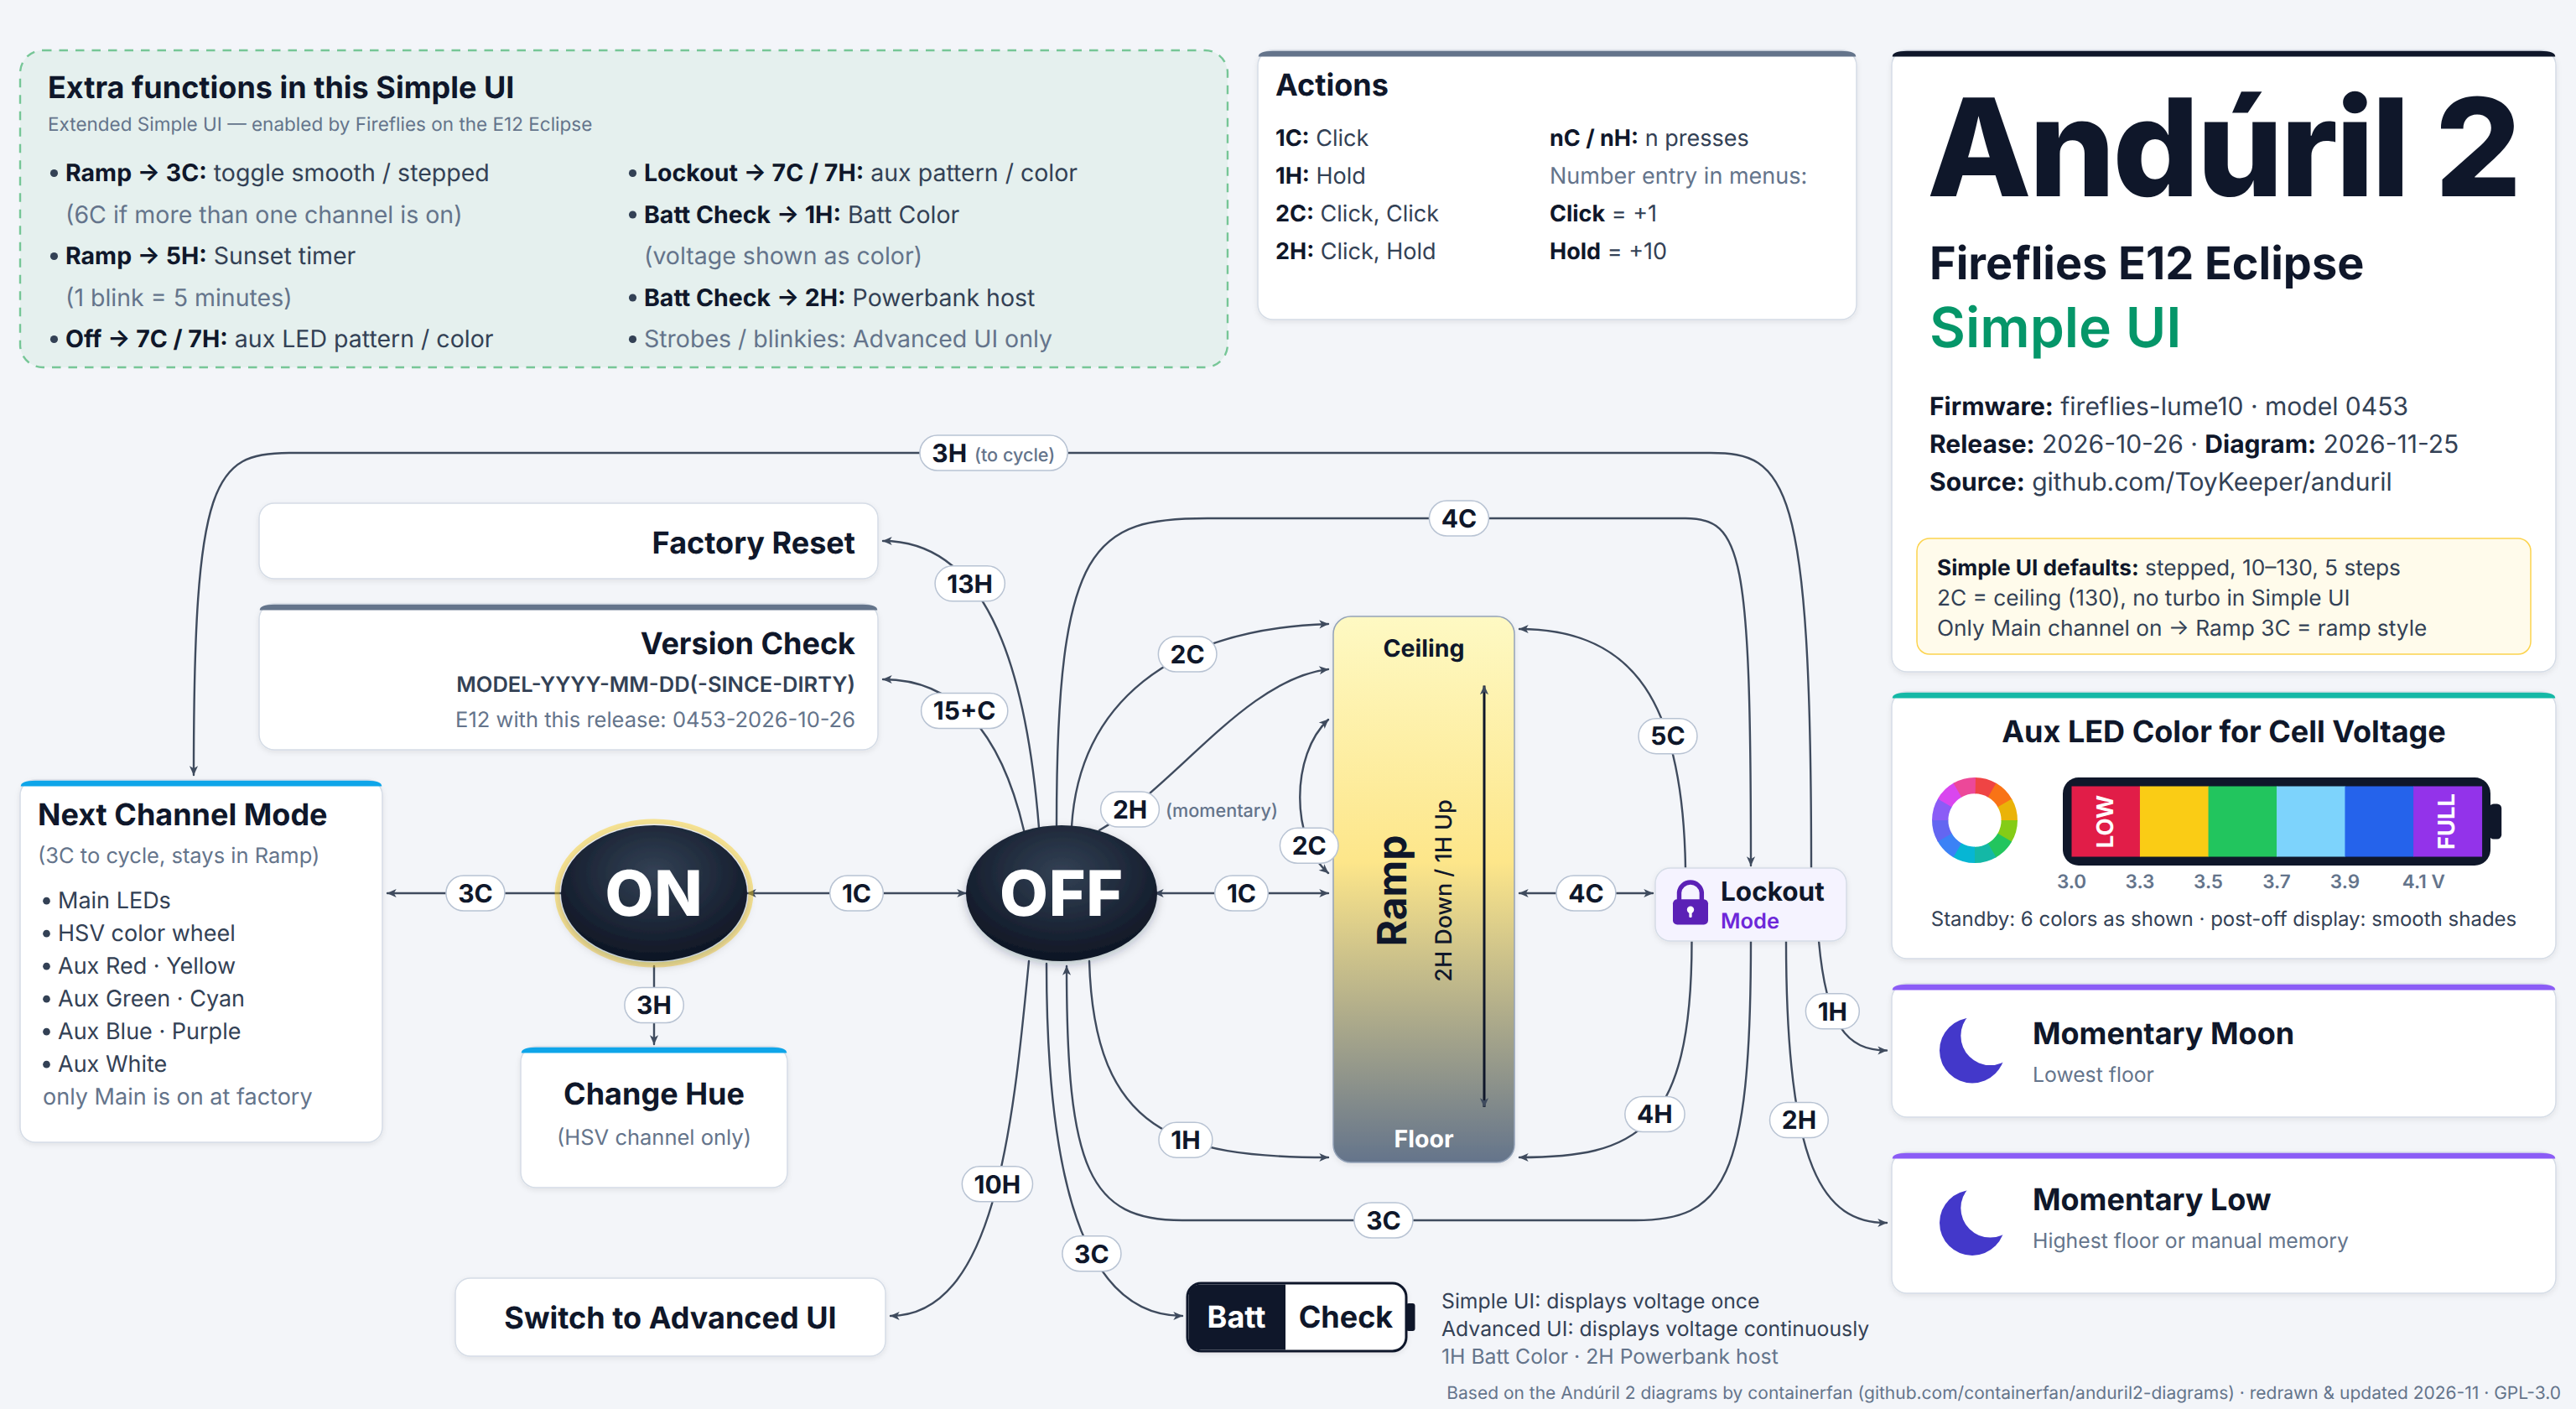 Extra functions in this Simple UI
Extended Simple UI — enabled by Fireflies on the E12 Eclipse
• Ramp → 3C: toggle smooth / stepped
(6C if more than one channel is on)
• Ramp → 5H: Sunset timer
(1 blink = 5 minutes)
• Off → 7C / 7H: aux LED pattern / color
• Lockout → 7C / 7H: aux pattern / color
• Batt Check → 1H: Batt Color
(voltage shown as color)
• Batt Check → 2H: Powerbank host
• Strobes / blinkies: Advanced UI only
Actions
1C: Click
1H: Hold
2C: Click, Click
2H: Click, Hold
nC / nH: n presses
Number entry in menus:
Click = +1
Hold = +10
Andúril 2
Fireflies E12 Eclipse
Simple UI
Firmware: fireflies-lume10 · model 0453
Release: 2026-10-26 · Diagram: 2026-11-25
Source: github.com/ToyKeeper/anduril
Simple UI defaults: stepped, 10–130, 5 steps
2C = ceiling (130), no turbo in Simple UI
Only Main channel on → Ramp 3C = ramp style
3H (to cycle)
4C
Factory Reset
13H
Version Check
MODEL-YYYY-MM-DD(-SINCE-DIRTY)
E12 with this release: 0453-2026-10-26
15+C
2C
2H (momentary)
2C
Ceiling
Ramp
2H Down / 1H Up
Floor
5C
Next Channel Mode
(3C to cycle, stays in Ramp)
• Main LEDs
• HSV color wheel
• Aux Red · Yellow
• Aux Green · Cyan
• Aux Blue · Purple
• Aux White
only Main is on at factory
3C
ON
1C
OFF
1C
4C
Lockout
Mode
3H
Change Hue
(HSV channel only)
1H
4H
10H
3C
3C
Switch to Advanced UI
Batt Check
Simple UI: displays voltage once
Advanced UI: displays voltage continuously
1H Batt Color · 2H Powerbank host
Aux LED Color for Cell Voltage
LOW
FULL
3.0 3.3 3.5 3.7 3.9 4.1 V
Standby: 6 colors as shown · post-off display: smooth shades
1H
Momentary Moon
Lowest floor
2H
Momentary Low
Highest floor or manual memory
Based on the Andúril 2 diagrams by containerfan (github.com/containerfan/anduril2-diagrams) · redrawn & updated 2026-11 · GPL-3.0